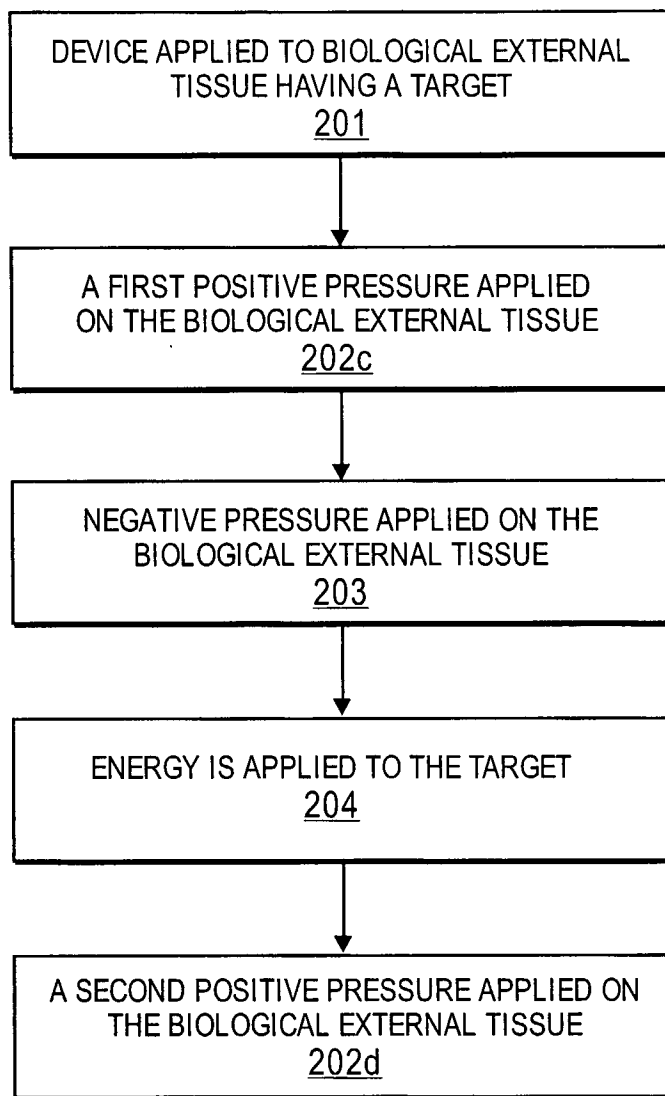 DEVICE APPLIED TO BIOLOGICAL EXTERNAL
TISSUE HAVING A TARGET
201
A FIRST POSITIVE PRESSURE APPLIED
ON THE BIOLOGICAL EXTERNAL TISSUE
202c
NEGATIVE PRESSURE APPLIED ON THE
BIOLOGICAL EXTERNAL TISSUE
203
ENERGY IS APPLIED TO THE TARGET
204
A SECOND POSITIVE PRESSURE APPLIED ON
THE BIOLOGICAL EXTERNAL TISSUE
202d